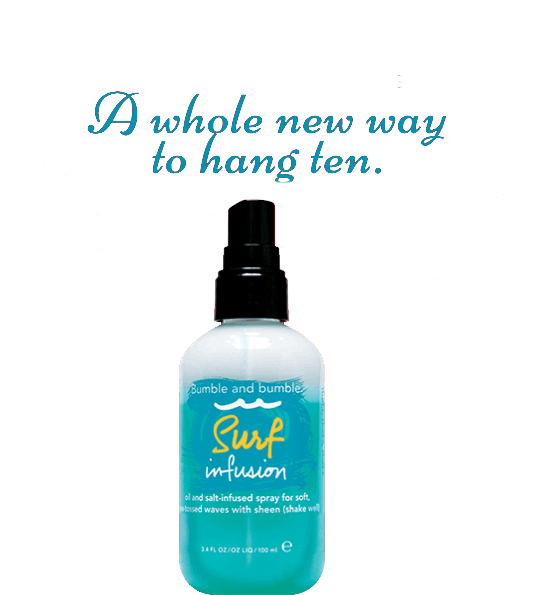 A whole new way
to hang ten.
Bumble and bumble
Surf
infusion
oil and salt-infused spray for soft,
-tossed waves with sheen (shake well)
3.4 FL OZ/OZ LIQ / 100 ml e